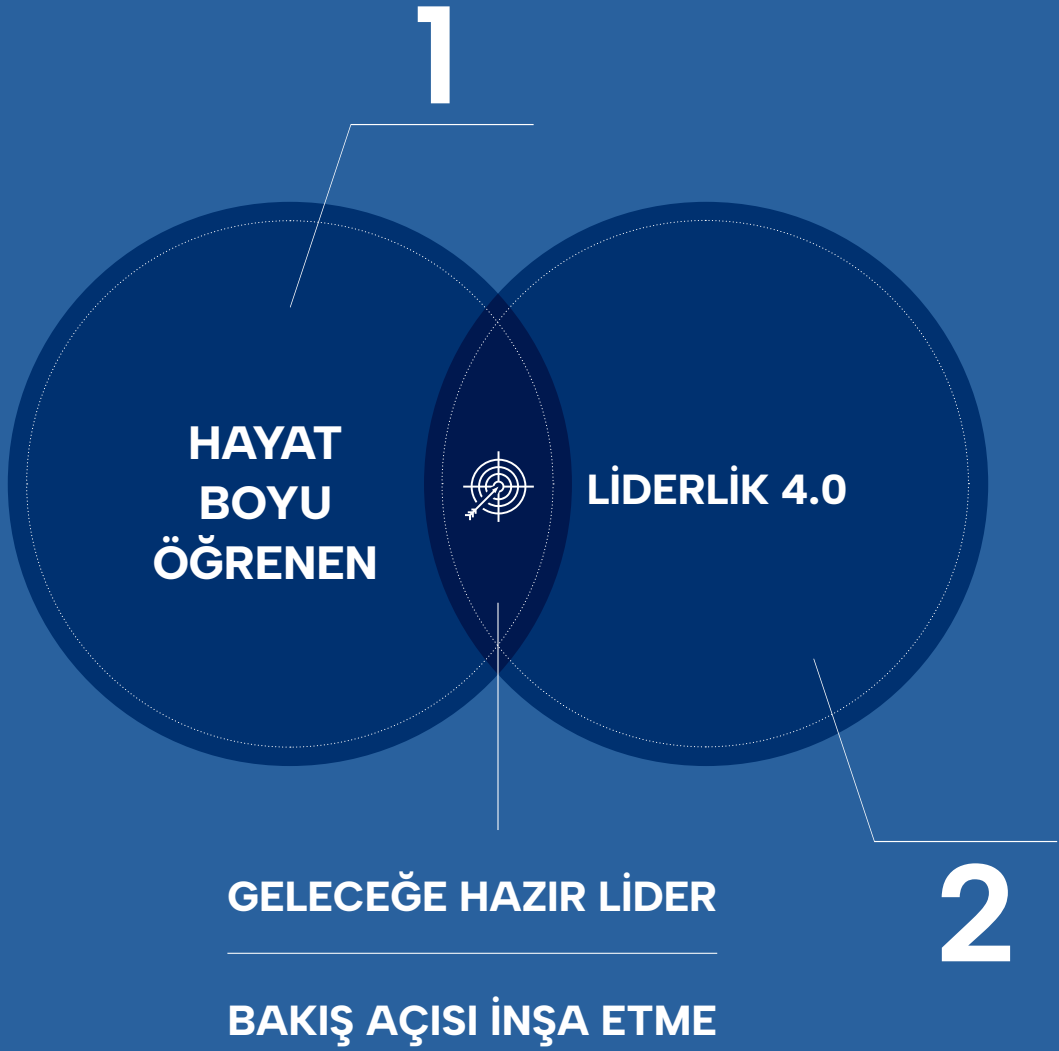 1
HAYAT
BOYU
ÖĞRENEN
LİDERLİK 4.0
GELECEĞE HAZIR LİDER
2
BAKIŞ AÇISI İNŞA ETME